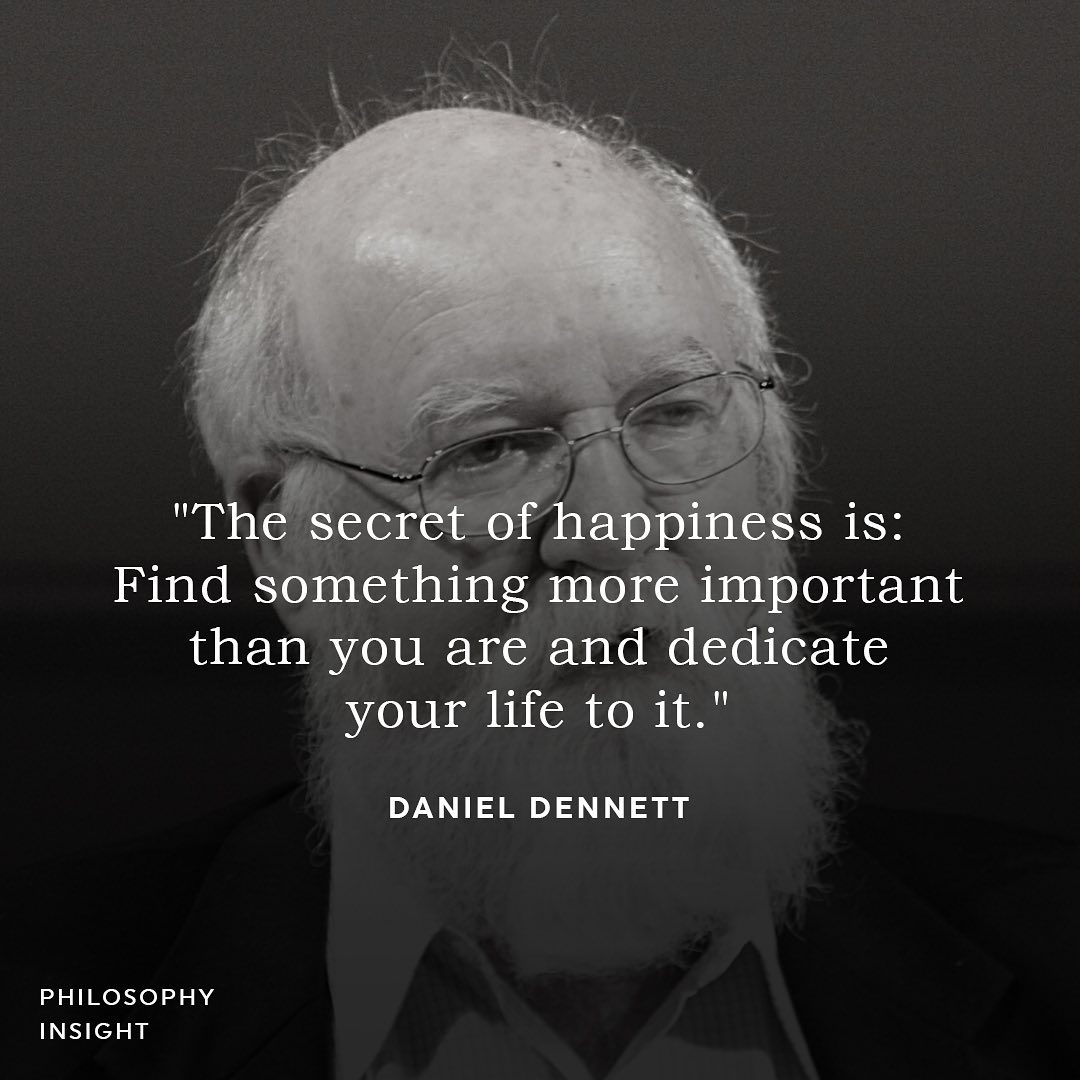 "The secret of happiness is:
Find something more important
than you are and dedicate
your life to it."
DANIEL DENNETT
PHILOSOPHY
INSIGHT